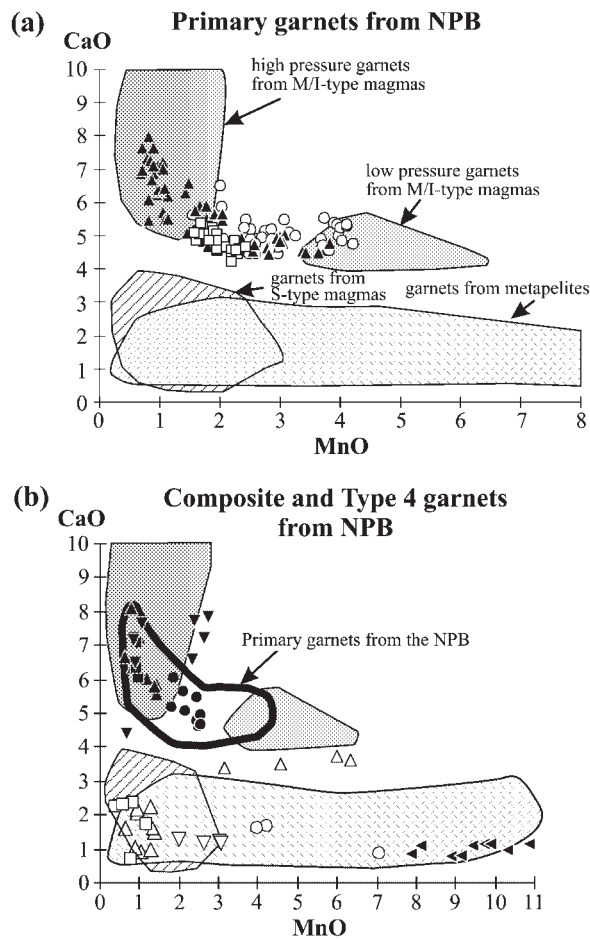 (a) Primary garnets from NPB
CaO
high pressure garnets
from M/I-type magmas
low pressure garnets
from M/I-type magmas
garnets from
S-type magmas
garnets from metapelites
10
9
8
7
6
5
4
3
2
1
0
0 1 2 3 4 5 6 7 8
MnO
(b) Composite and Type 4 garnets
from NPB
CaO
Primary garnets from the NPB
10
9
8
7
6
5
4
3
2
1
0
0 1 2 3 4 5 6 7 8 9 10 11
MnO